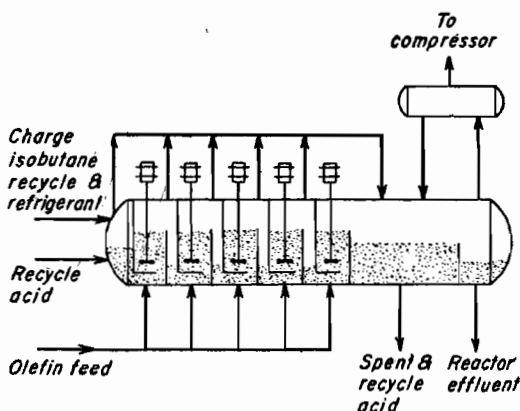 To
compressor
Charge
isobutane
recycle &
refrigerant
Recycle
acid
Olefin feed
Spent &
recycle
acid
Reactor
effluent